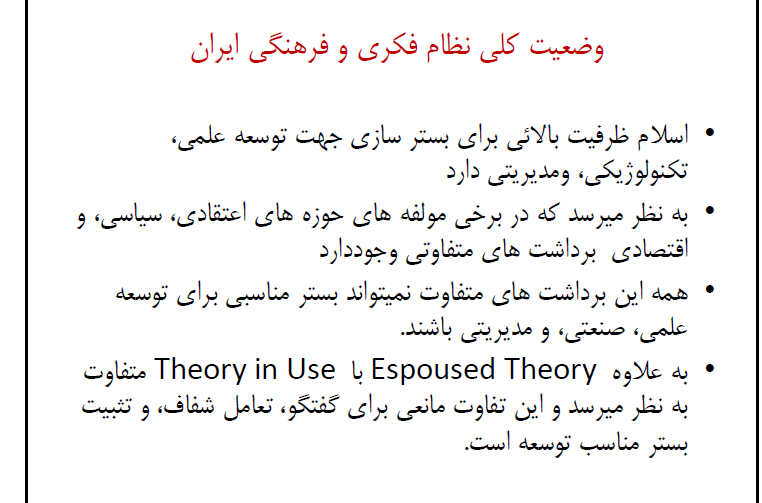 وضعیت کلی نظام فکری و فرهنگی ایران
• اسلام ظرفیت بالائی برای بستر سازی جهت توسعه علمی،
تکنولوژیکی، ومدیریتی دارد
• به نظر میرسد که در برخی مولفه های حوزه های اعتقادی، سیاسی، و
اقتصادی برداشت های متفاوتی وجوددارد
• همه این برداشت های متفاوت نمیتواند بستر مناسبی برای توسعه
علمی، صنعتی، و مدیریتی باشند.
• به علاوه Espoused Theory با Theory in Use متفاوت
به نظر میرسد و این تفاوت مانعی برای گفتگو، تعامل شفاف، و تثبیت
بستر مناسب توسعه است.